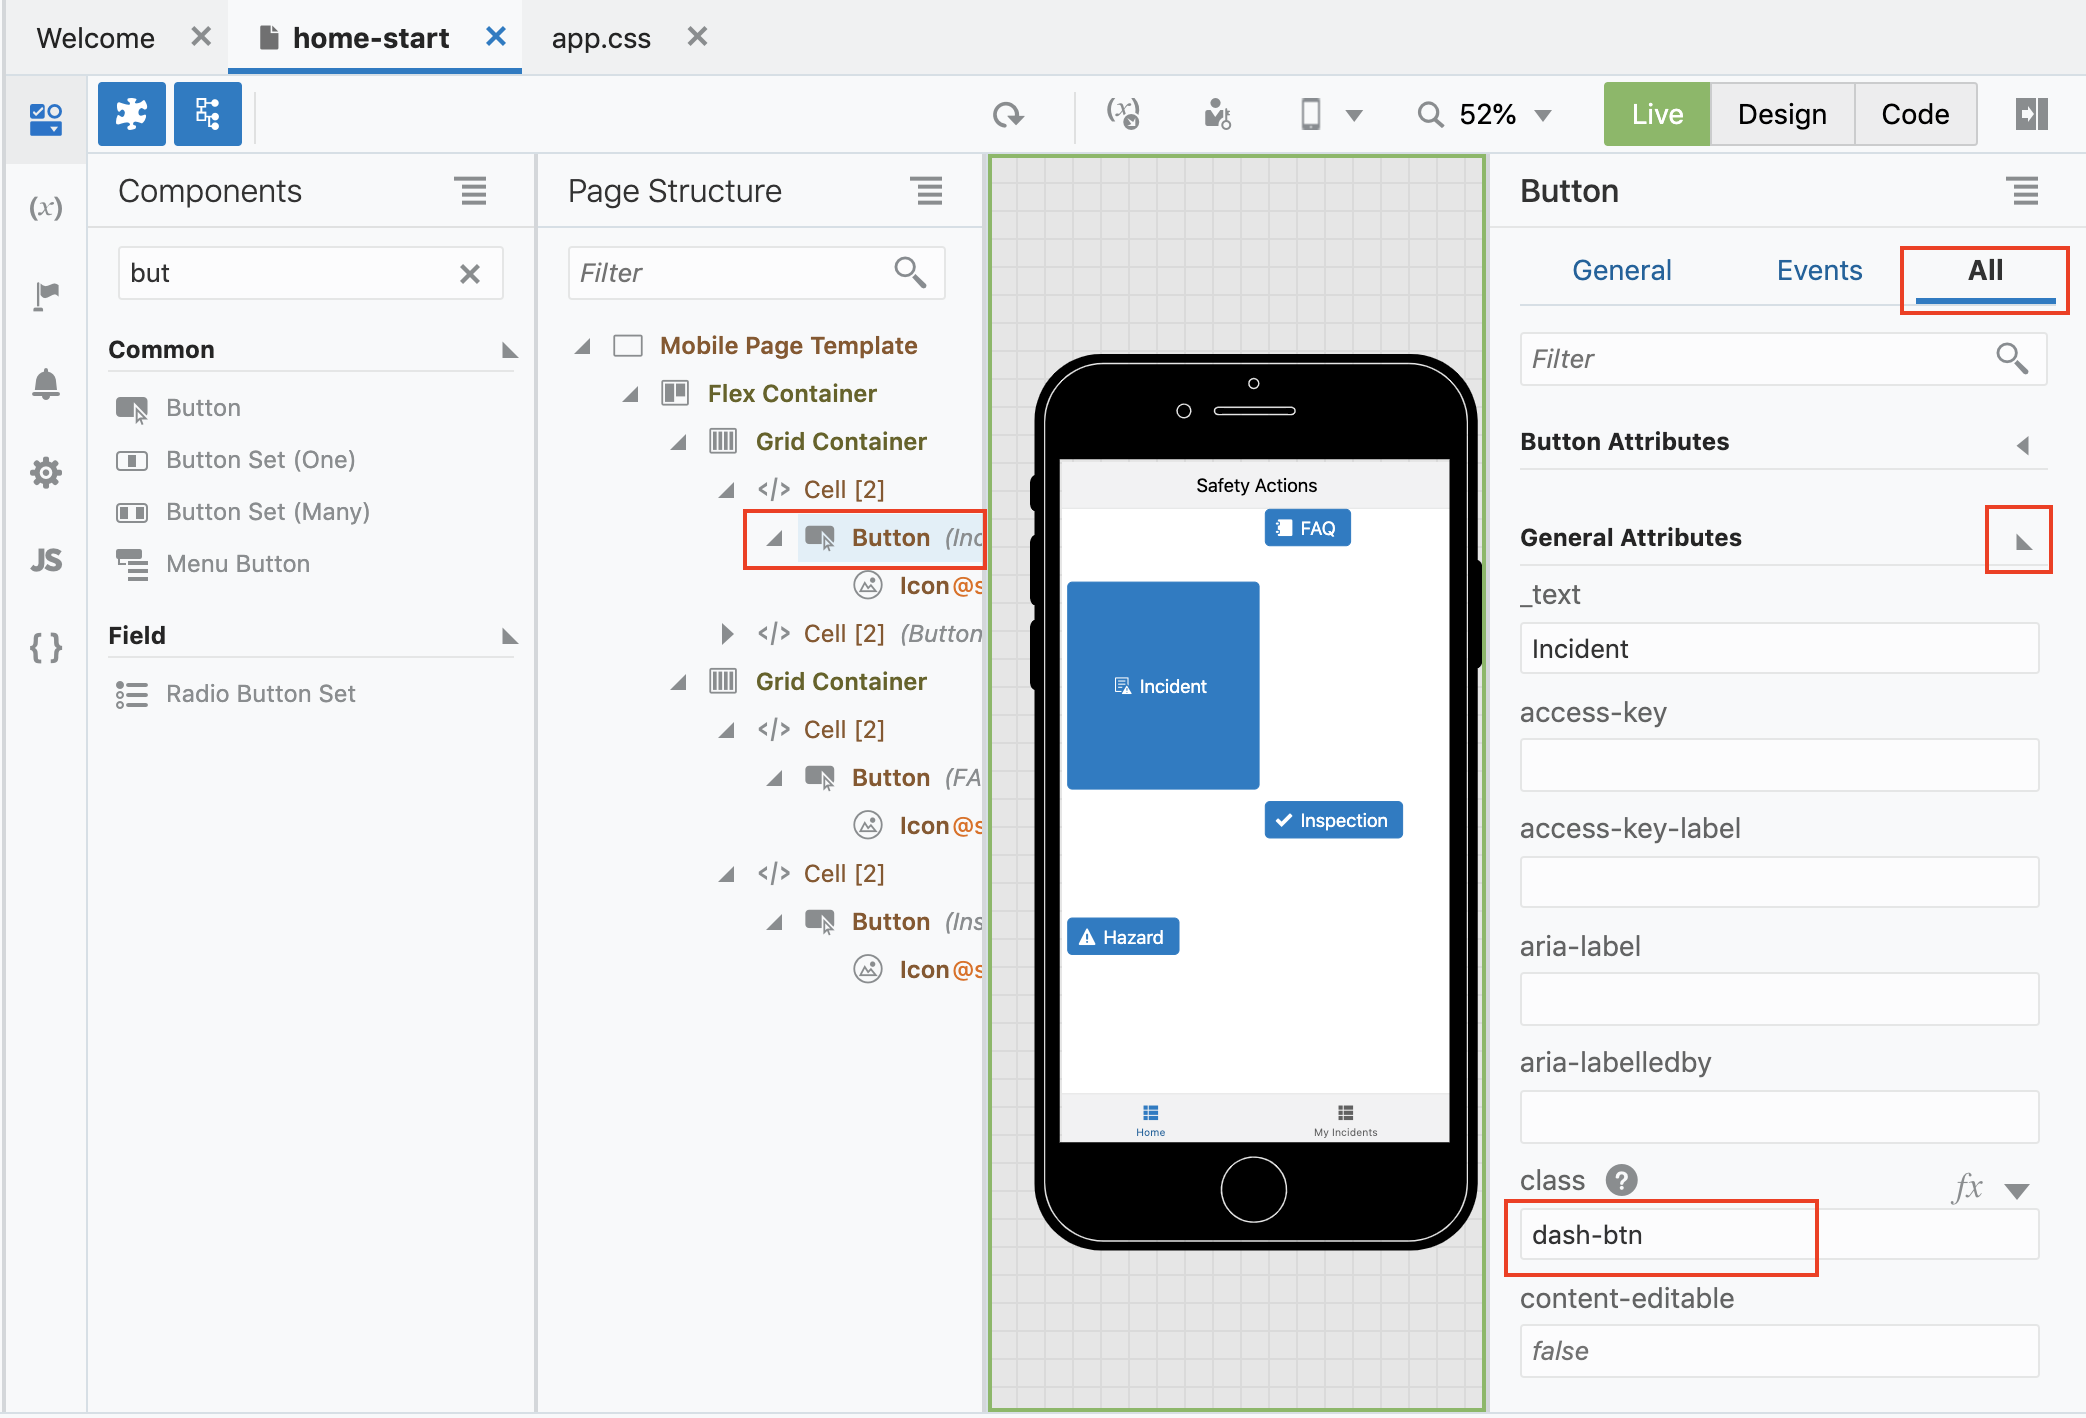 Welcome
home-start
app.css
52%
Live
Design
Code
(x)
JS
{ }
Components
but
Common
Button
Button Set (One)
Button Set (Many)
Menu Button
Field
Radio Button Set
Page Structure
Filter
Mobile Page Template
Flex Container
Grid Container
</> Cell [2]
Button (Inc
Icon@s
</> Cell [2] (Button
Grid Container
</> Cell [2]
Button (FA
Icon@s
</> Cell [2]
Button (Ins
Icon@s
Safety Actions
FAQ
Incident
Inspection
Hazard
Home
My Incidents
Button
General
Events
All
Filter
Button Attributes
General Attributes
_text
Incident
access-key
access-key-label
aria-label
aria-labelledby
class ? fx
dash-btn
content-editable
false